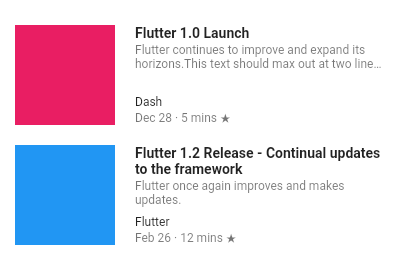 Flutter 1.0 Launch
Flutter continues to improve and expand its
horizons.This text should max out at two line…
Dash
Dec 28 · 5 mins ★
Flutter 1.2 Release - Continual updates
to the framework
Flutter once again improves and makes
updates.
Flutter
Feb 26 · 12 mins ★